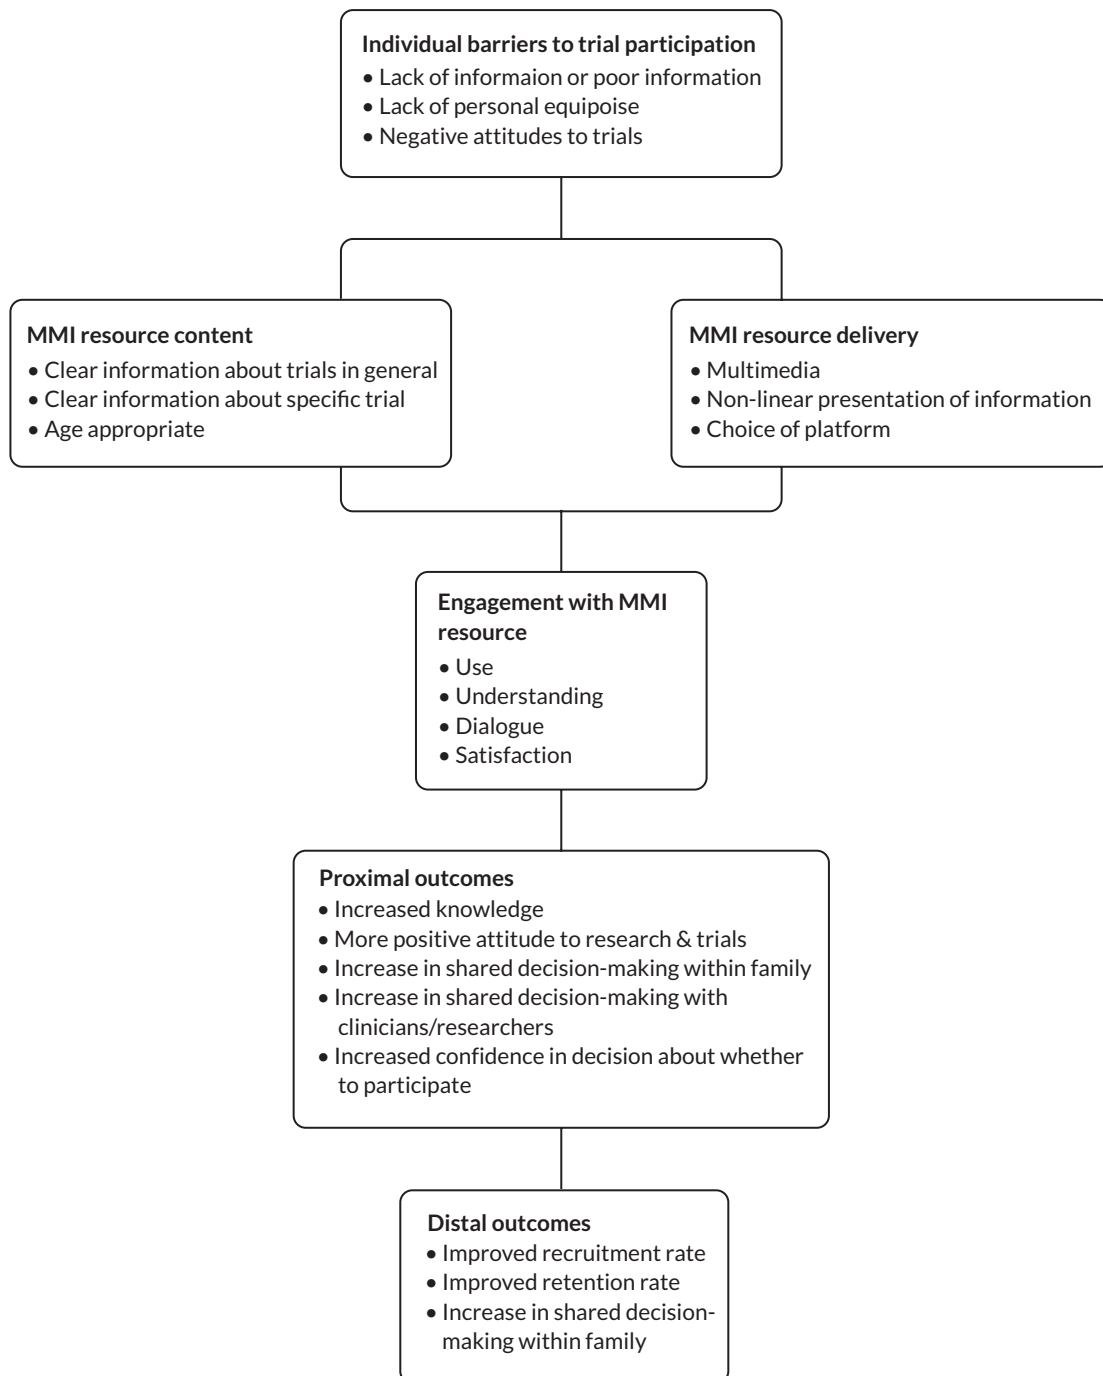 Individual barriers to trial participation
• Lack of informaion or poor information
• Lack of personal equipoise
• Negative attitudes to trials
MMI resource content
• Clear information about trials in general
• Clear information about specific trial
• Age appropriate
MMI resource delivery
• Multimedia
• Non-linear presentation of information
• Choice of platform
Engagement with MMI
resource
• Use
• Understanding
• Dialogue
• Satisfaction
Proximal outcomes
• Increased knowledge
• More positive attitude to research & trials
• Increase in shared decision-making within family
• Increase in shared decision-making with
clinicians/researchers
• Increased confidence in decision about whether
to participate
Distal outcomes
• Improved recruitment rate
• Improved retention rate
• Increase in shared decision-
making within family